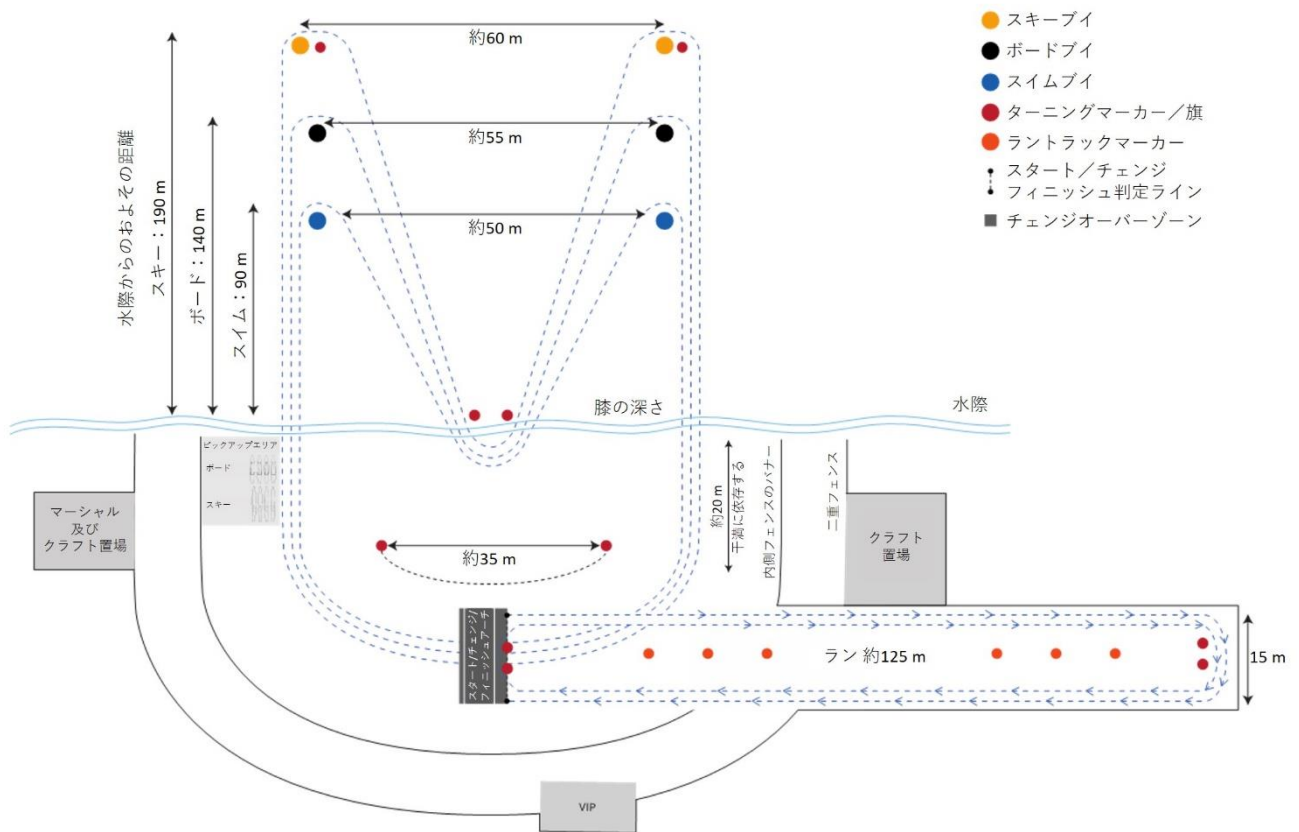 スキーブイ
ボードブイ
スイムブイ
ターニングマーカー／旗
ラントラックマーカー
スタート／チェンジ
フィニッシュ判定ライン
チェンジオーバーゾーン
約60 m
約55 m
約50 m
水際からのおよその距離
スキー：190 m
ボード：140 m
スイム：90 m
膝の深さ
水際
ピックアップエリア
ボード
スキー
マーシャル
及び
クラフト置場
約35 m
約20 m
干満に依存する
内側フェンスのバナー
二重フェンス
クラフト
置場
スタート/チェンジ/
フィニッシュアーチ
ラン 約125 m
15 m
VIP